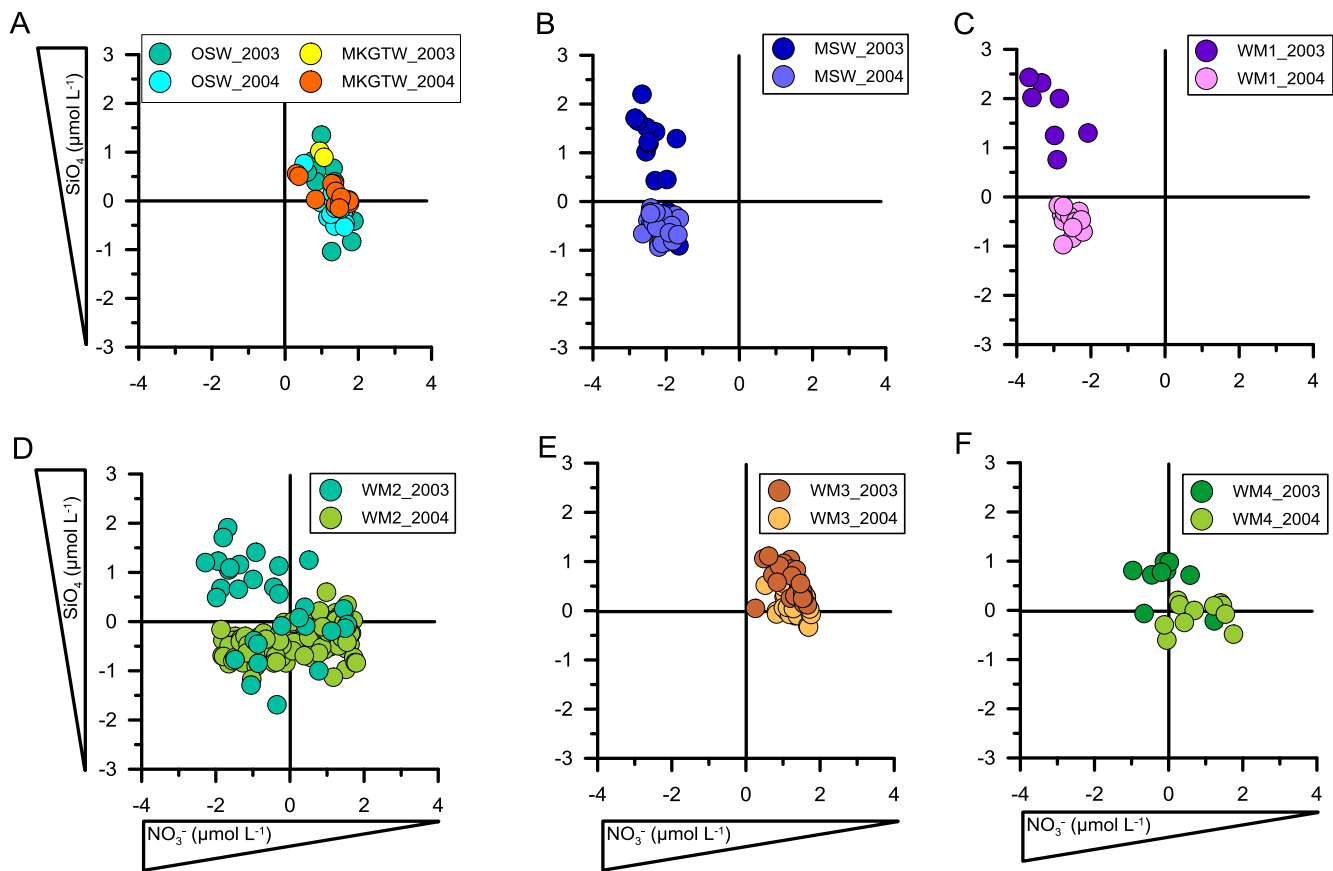 A
SiO4 (µmol L-1)
OSW_2003 MKGTW_2003
OSW_2004 MKGTW_2004
3
2
1
0
-1
-2
-3
-4 -2 0 2 4
B
MSW_2003
MSW_2004
3
2
1
0
-1
-2
-3
-4 -2 0 2 4
C
WM1_2003
WM1_2004
3
2
1
0
-1
-2
-3
-4 -2 0 2 4
D
SiO4 (µmol L-1)
WM2_2003
WM2_2004
3
2
1
0
-1
-2
-3
-4 -2 0 2 4
NO3- (µmol L-1)
E
WM3_2003
WM3_2004
3
2
1
0
-1
-2
-3
-4 -2 0 2 4
NO3- (µmol L-1)
F
WM4_2003
WM4_2004
3
2
1
0
-1
-2
-3
-4 -2 0 2 4
NO3- (µmol L-1)